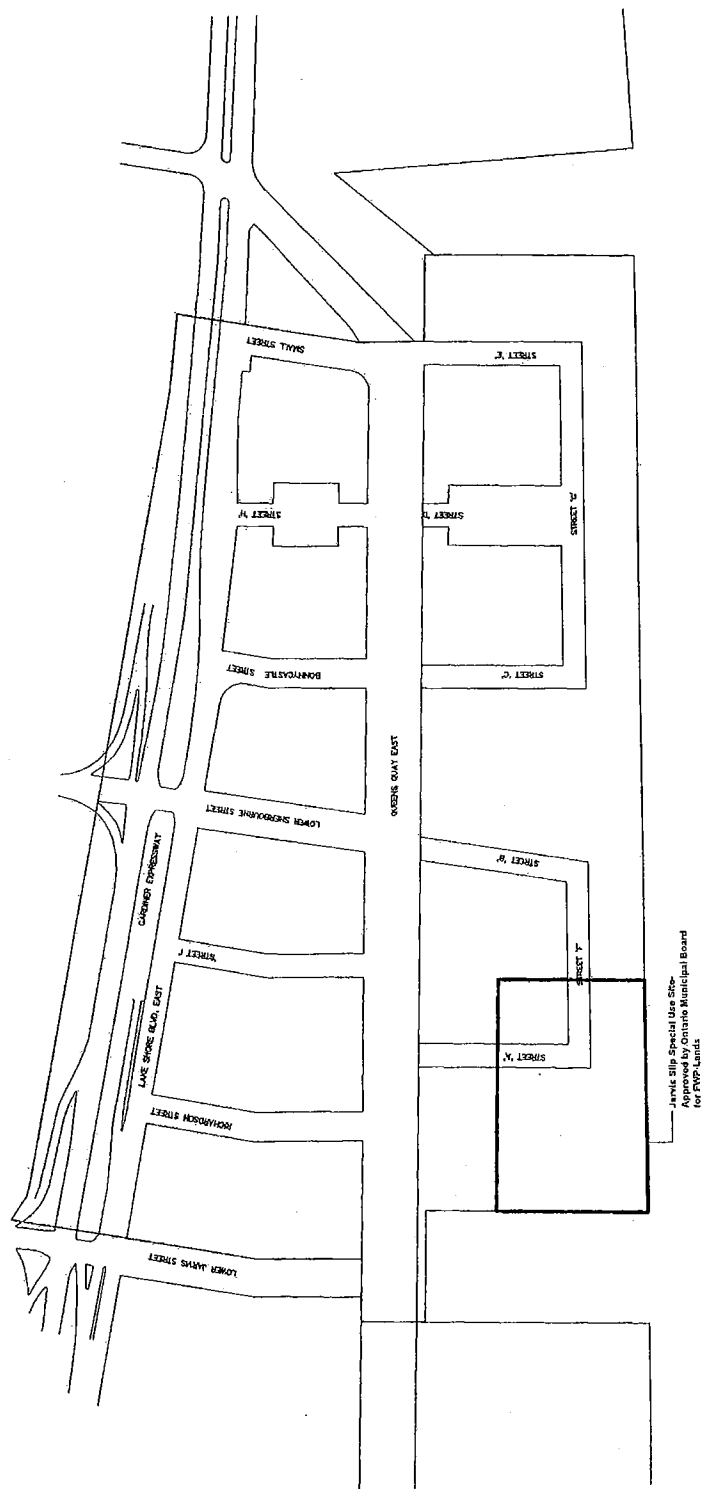 SMALL STREET
STREET 'E'
STREET 'H'
STREET 'D'
STREET
BONNYCASTLE STREET
STREET 'C'
QUEENS QUAY EAST
LOWER SHERBOURNE STREET
STREET 'B'
GARDINER EXPRESSWAY
STREET 'I'
STREET
LAKE SHORE BLVD. EAST
STREET 'A'
RICHARDSON STREET
LOWER JARVIS STREET
Jarvis Slip Special Use Site-
Approved by Ontario Municipal Board
for FWP-Lands